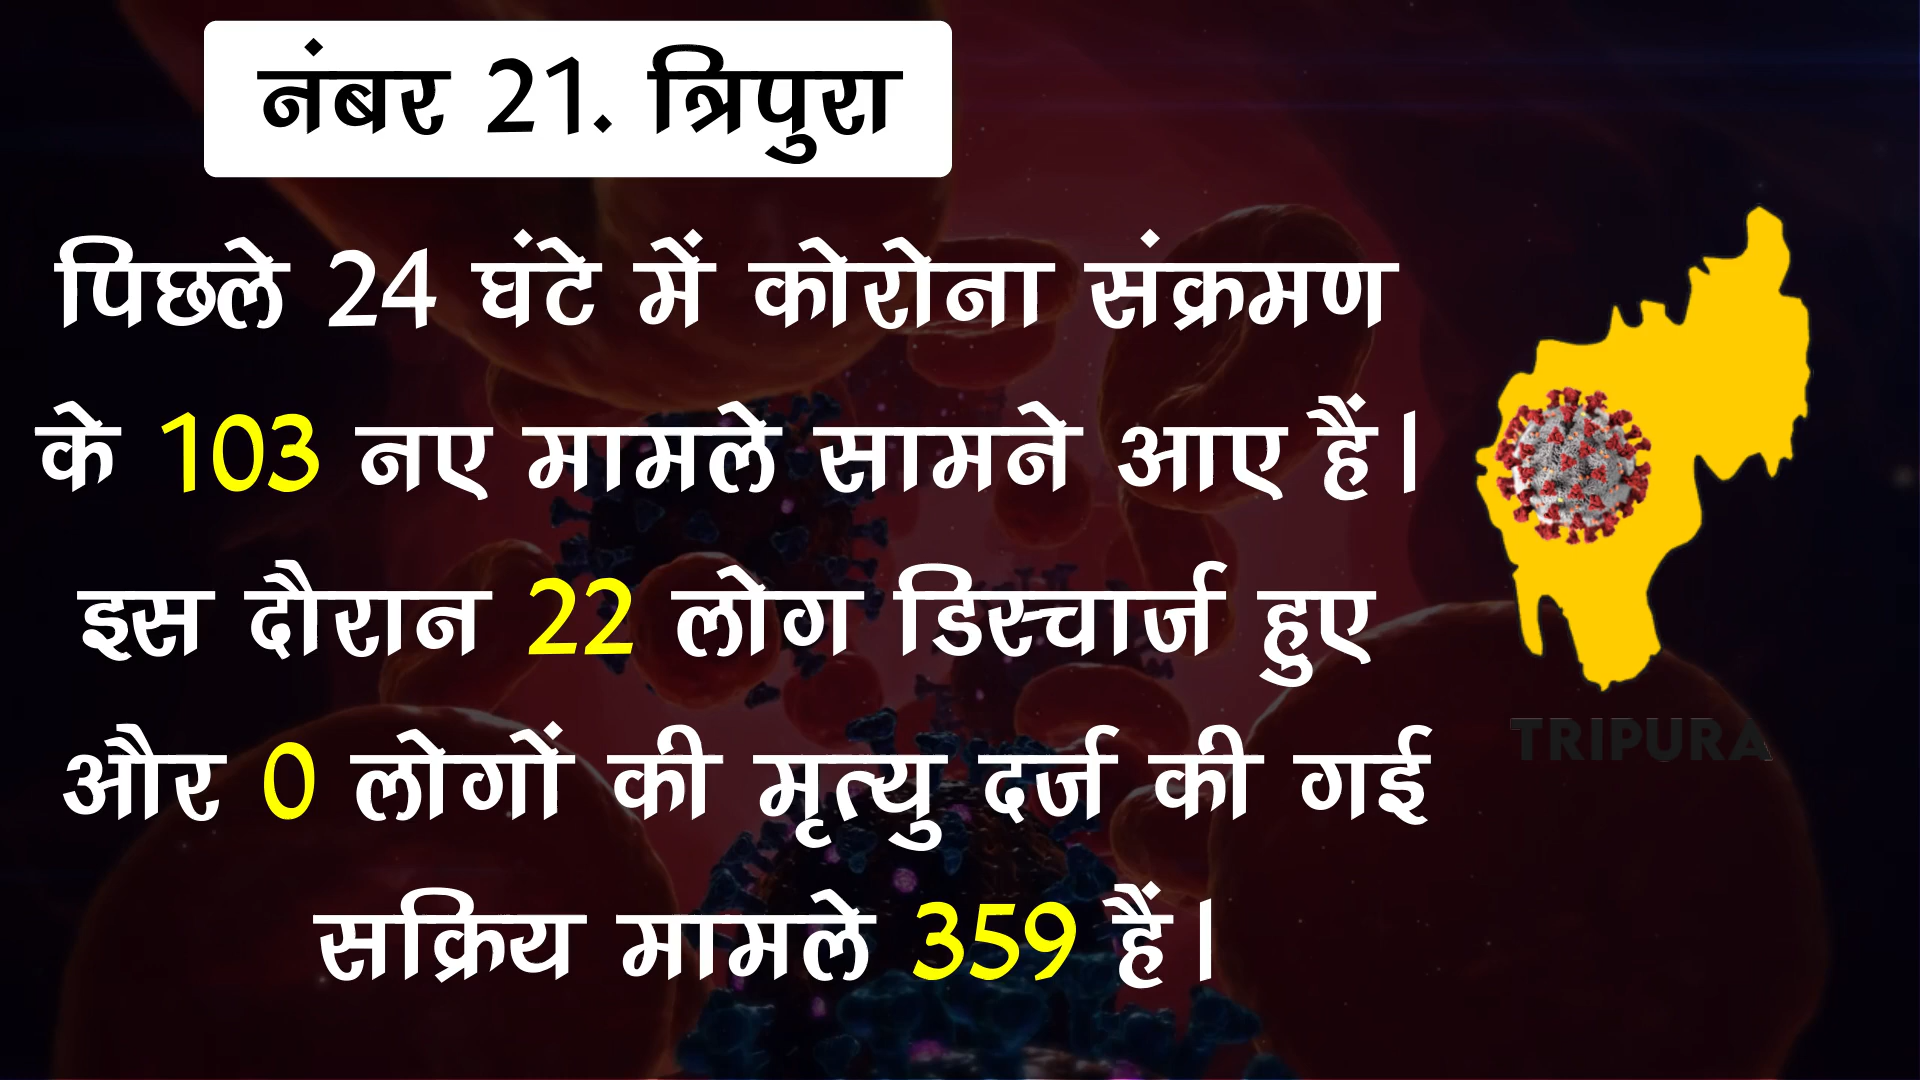 नंबर 21. त्रिपुरा
पिछले 24 घंटे में कोरोना संक्रमण
के 103 नए मामले सामने आए हैं।
इस दौरान 22 लोग डिस्चार्ज हुए
और 0 लोगों की मृत्यु दर्ज की गई
सक्रिय मामले 359 हैं।
TRIPURA